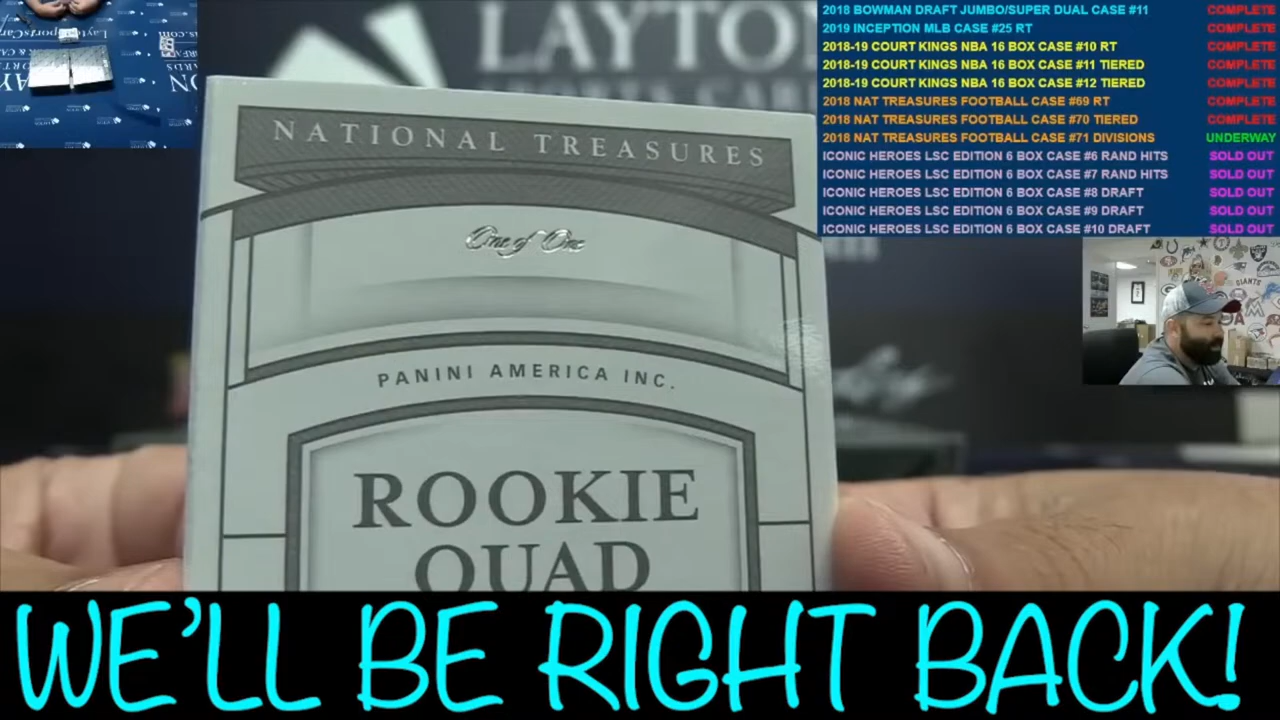 2018 BOWMAN DRAFT JUMBO/SUPER DUAL CASE #11 COMPLETE
2019 INCEPTION MLB CASE #25 RT COMPLETE
2018-19 COURT KINGS NBA 16 BOX CASE #10 RT COMPLETE
2018-19 COURT KINGS NBA 16 BOX CASE #11 TIERED COMPLETE
2018-19 COURT KINGS NBA 16 BOX CASE #12 TIERED COMPLETE
2018 NAT TREASURES FOOTBALL CASE #69 RT COMPLETE
2018 NAT TREASURES FOOTBALL CASE #70 TIERED COMPLETE
2018 NAT TREASURES FOOTBALL CASE #71 DIVISIONS UNDERWAY
ICONIC HEROES LSC EDITION 6 BOX CASE #6 RAND HITS SOLD OUT
ICONIC HEROES LSC EDITION 6 BOX CASE #7 RAND HITS SOLD OUT
ICONIC HEROES LSC EDITION 6 BOX CASE #8 DRAFT SOLD OUT
ICONIC HEROES LSC EDITION 6 BOX CASE #9 DRAFT SOLD OUT
ICONIC HEROES LSC EDITION 6 BOX CASE #10 DRAFT SOLD OUT
LAYTO
NATIONAL TREASURES
One of One
PANINI AMERICA INC.
ROOKIE
QUAD
GIANTS
WE'LL BE RIGHT BACK!